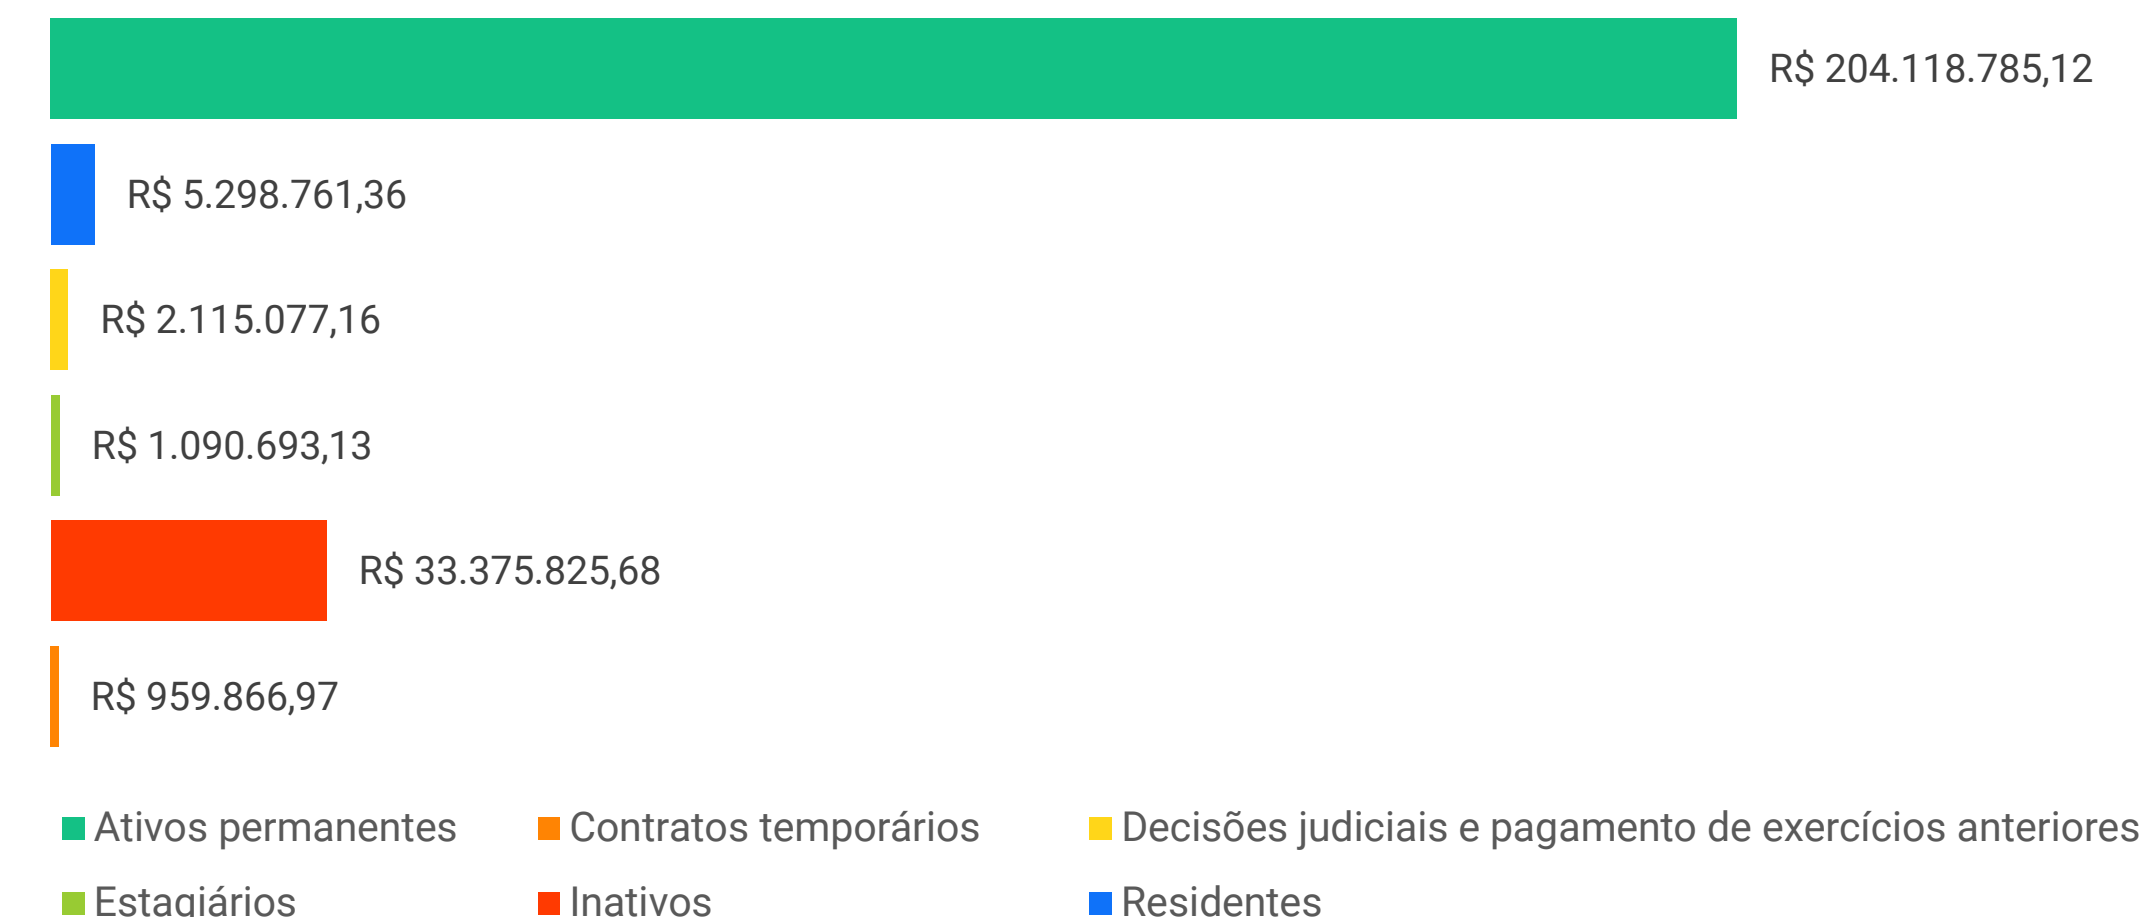 R$ 204.118.785,12
R$ 5.298.761,36
R$ 2.115.077,16
R$ 1.090.693,13
R$ 33.375.825,68
R$ 959.866,97
Ativos permanentes Contratos temporários Decisões judiciais e pagamento de exercícios anteriores
Estagiários Inativos Residentes